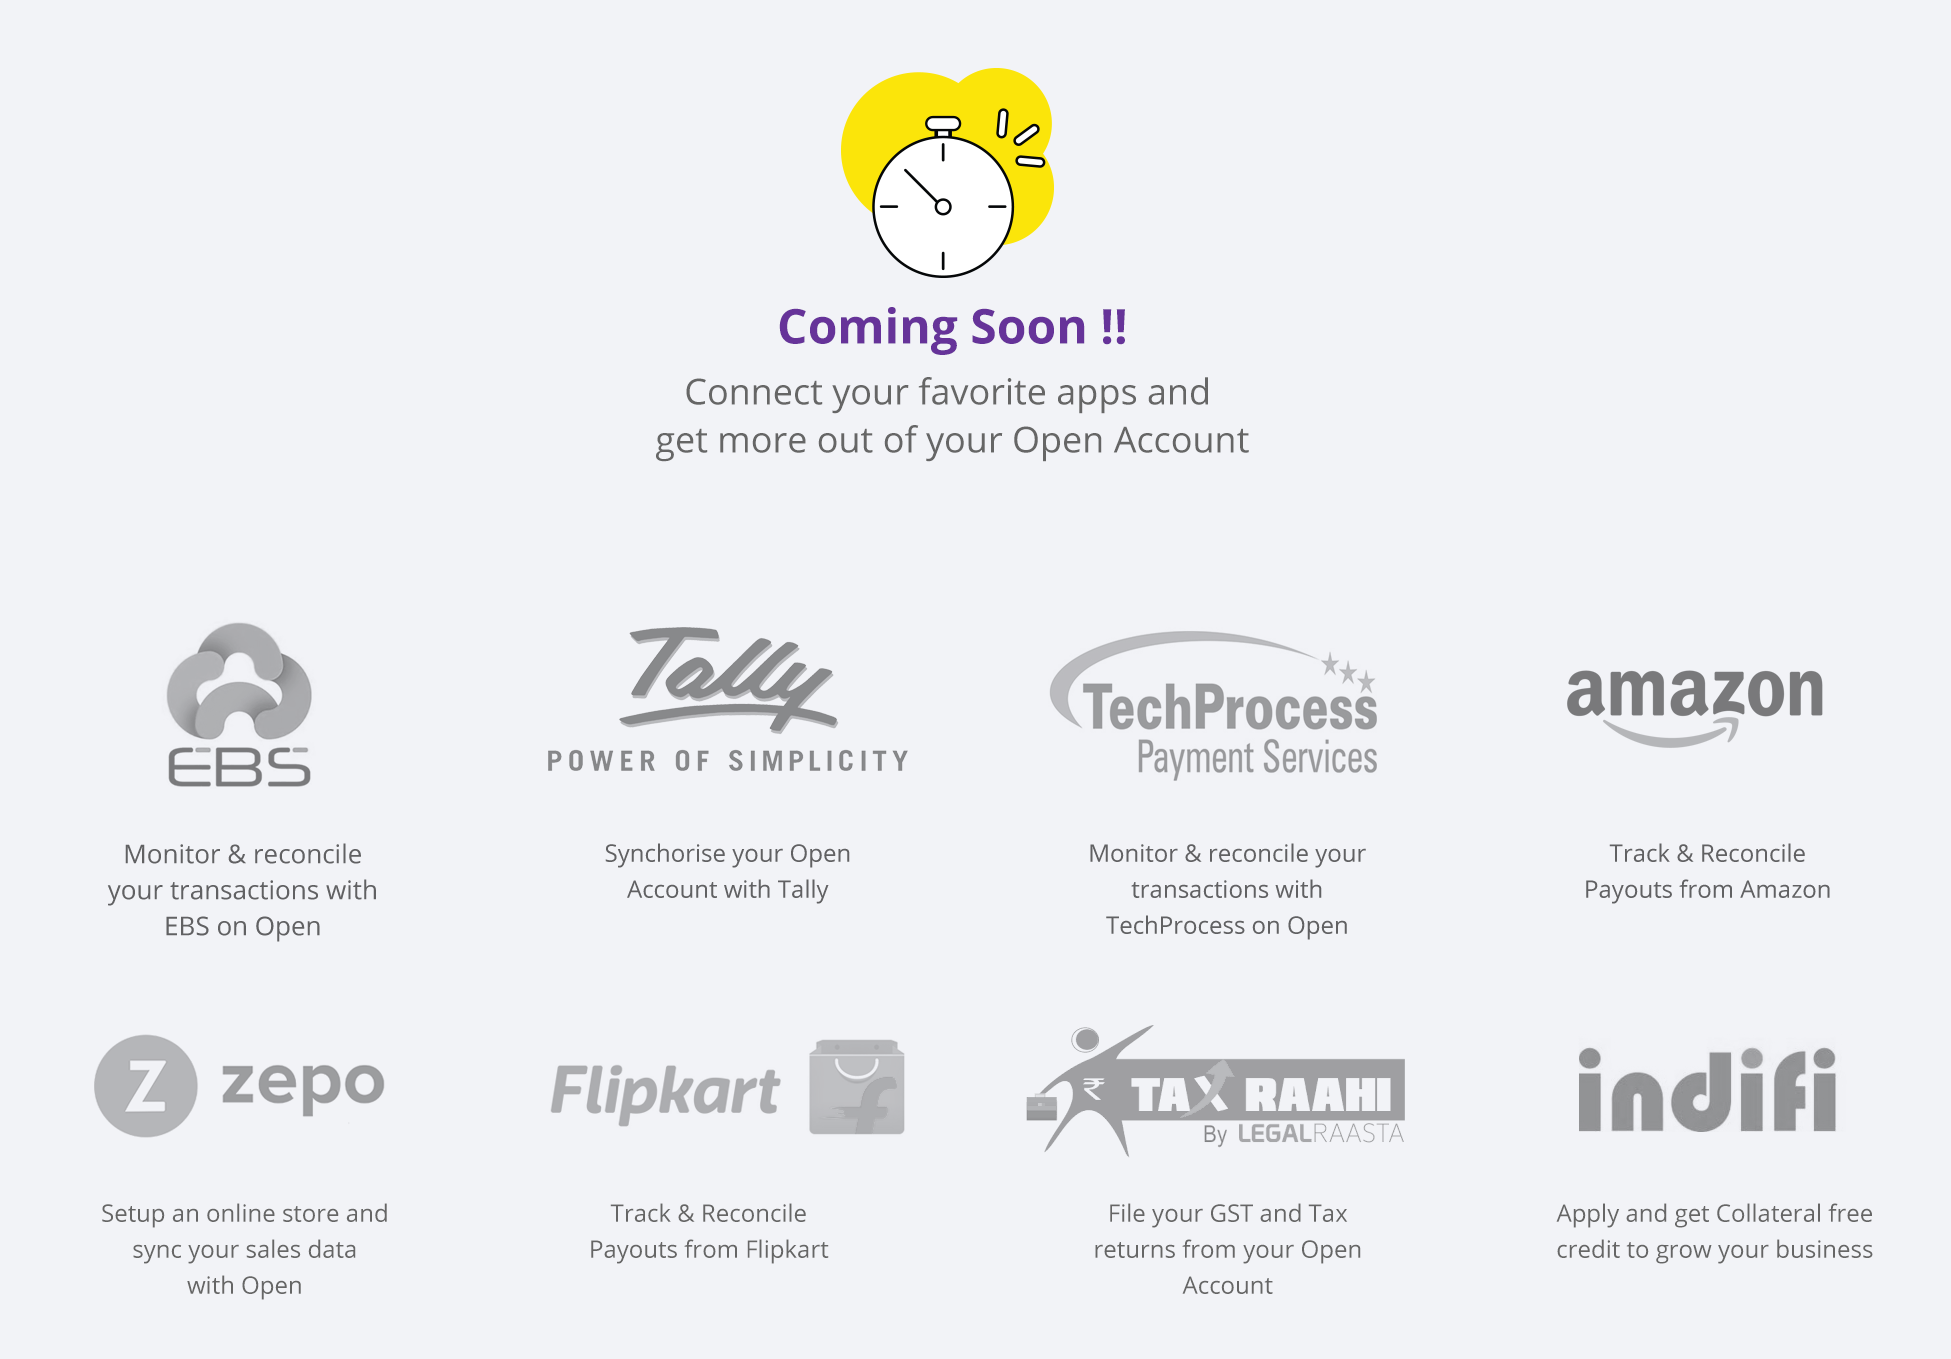 Coming Soon !!
Connect your favorite apps and
get more out of your Open Account
EBS
Tally
POWER OF SIMPLICITY
TechProcess
Payment Services
amazon
Monitor & reconcile
your transactions with
EBS on Open
Synchorise your Open
Account with Tally
Monitor & reconcile your
transactions with
TechProcess on Open
Track & Reconcile
Payouts from Amazon
Z zepo
Flipkart f
₹ TAX RAAHI
By LEGALRAASTA
indifi
Setup an online store and
sync your sales data
with Open
Track & Reconcile
Payouts from Flipkart
File your GST and Tax
returns from your Open
Account
Apply and get Collateral free
credit to grow your business